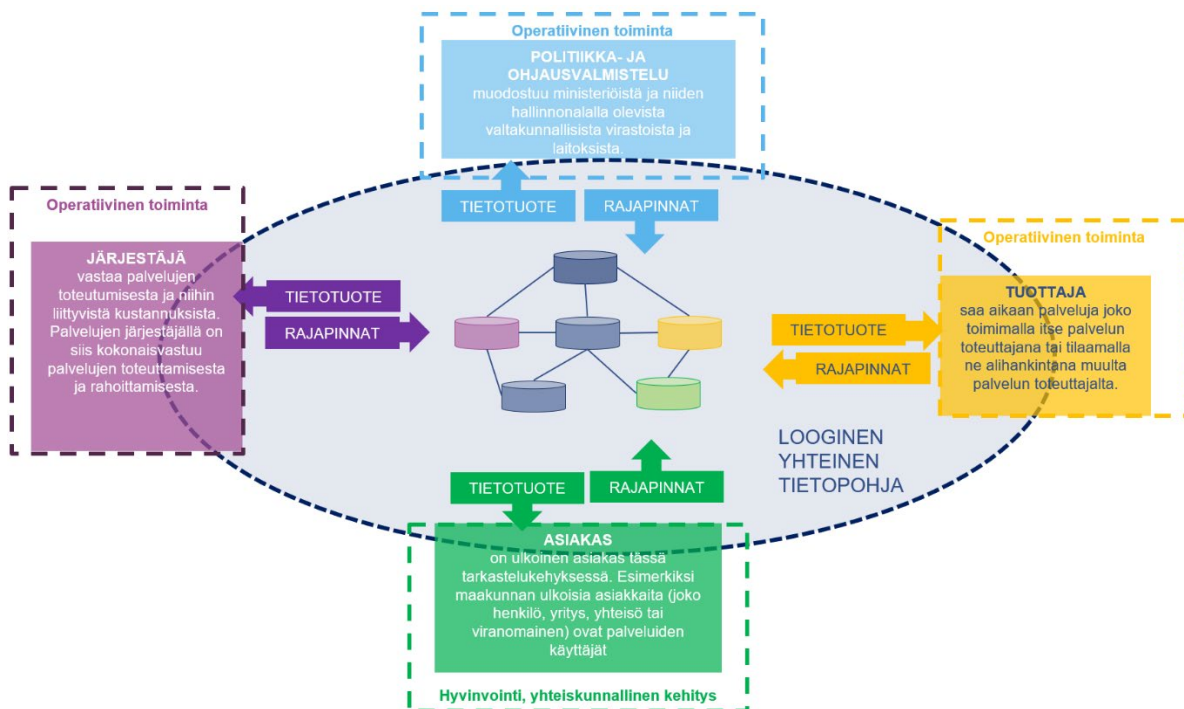 Operatiivinen toiminta
POLITIIKKA- JA
OHJAUSVALMISTELU
muodostuu ministeriöistä ja niiden
hallinnonalalla olevista
valtakunnallisista virastoista ja
laitoksista.
TIETOTUOTE
RAJAPINNAT
Operatiivinen toiminta
JÄRJESTÄJÄ
vastaa palvelujen
toteutumisesta ja niihin
liittyvistä kustannuksista.
Palvelujen järjestäjällä on
siis kokonaisvastuu
palvelujen toteuttamisesta
ja rahoittamisesta.
TIETOTUOTE
RAJAPINNAT
Operatiivinen toiminta
TUOTTAJA
saa aikaan palveluja joko
toimimalla itse palvelun
toteuttajana tai tilaamalla
ne alihankintana muulta
palvelun toteuttajalta.
TIETOTUOTE
RAJAPINNAT
LOOGINEN
YHTEINEN
TIETOPOHJA
TIETOTUOTE
RAJAPINNAT
ASIAKAS
on ulkoinen asiakas tässä
tarkastelukehyksessä. Esimerkiksi
maakunnan ulkoisia asiakkaita (joko
henkilö, yritys, yhteisö tai
viranomainen) ovat palveluiden
käyttäjät
Hyvinvointi, yhteiskunnallinen kehitys